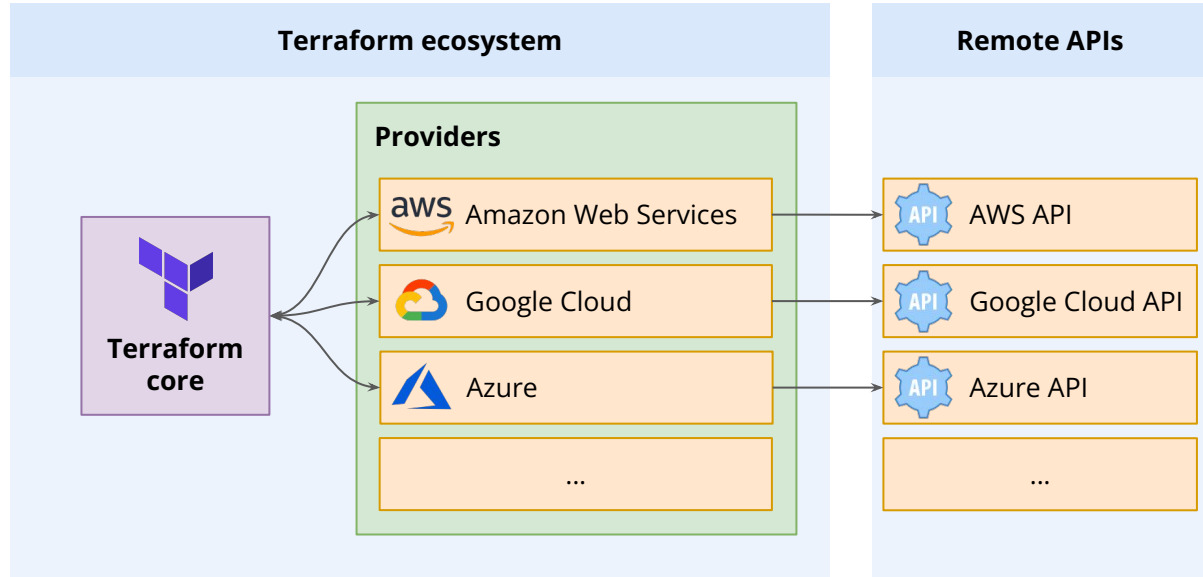 Terraform ecosystem
Remote APIs
Providers
aws Amazon Web Services
API AWS API
Google Cloud
API Google Cloud API
Terraform
core
Azure
API Azure API
...
...